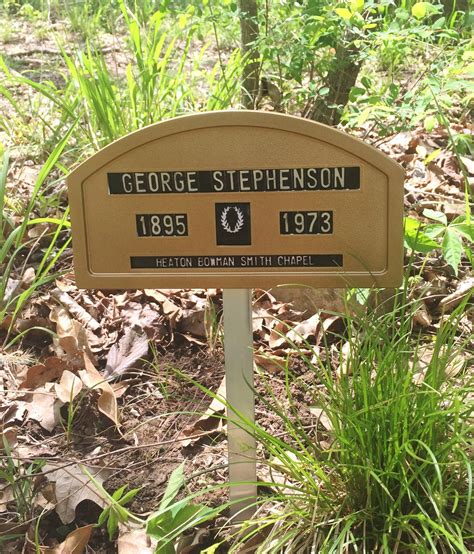 GEORGE STEPHENSON
1895 1973
HEATON BOWMAN SMITH CHAPEL